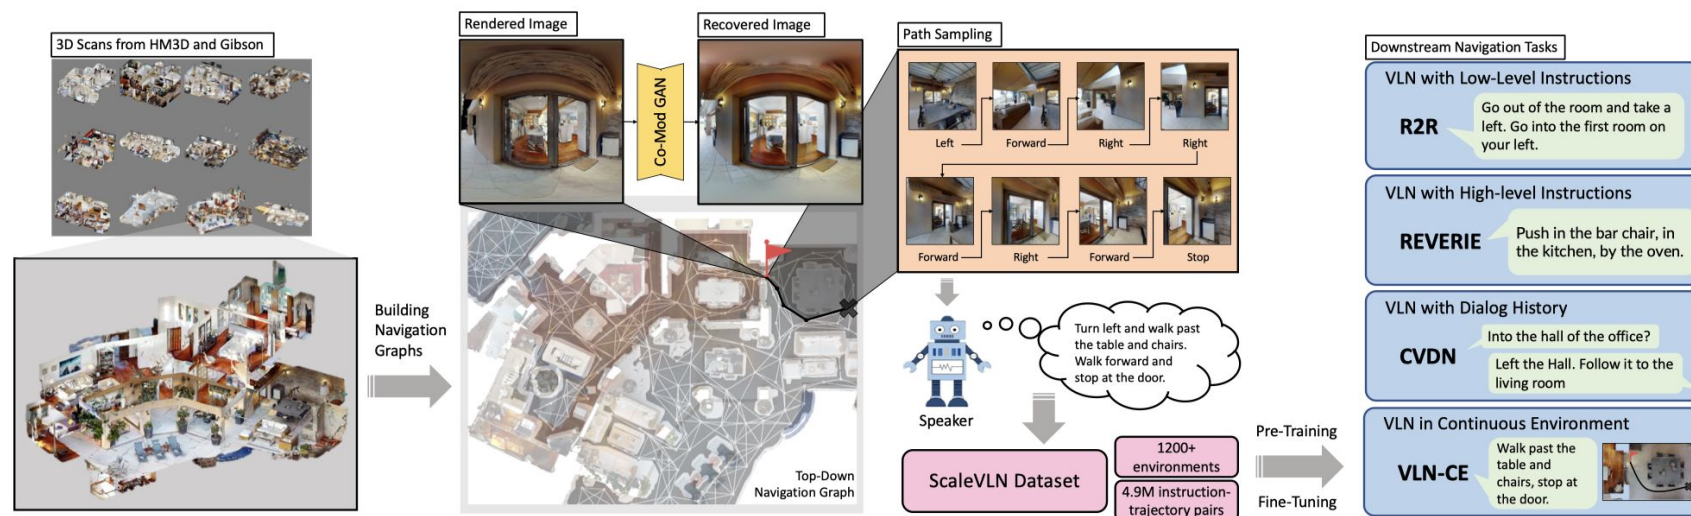 3D Scans from HM3D and Gibson
Building
Navigation
Graphs
Rendered Image
Recovered Image
Co-Mod GAN
Top-Down
Navigation Graph
Path Sampling
Left
Forward
Right
Right
Forward
Right
Forward
Stop
Speaker
Turn left and walk past
the table and chairs.
Walk forward and
stop at the door.
ScaleVLN Dataset
1200+
environments
4.9M instruction-
trajectory pairs
Pre-Training
Fine-Tuning
Downstream Navigation Tasks
VLN with Low-Level Instructions
R2R
Go out of the room and take a
left. Go into the first room on
your left.
VLN with High-level Instructions
REVERIE
Push in the bar chair, in
the kitchen, by the oven.
VLN with Dialog History
CVDN
Into the hall of the office?
Left the Hall. Follow it to the
living room
VLN in Continuous Environment
VLN-CE
Walk past the
table and
chairs, stop at
the door.